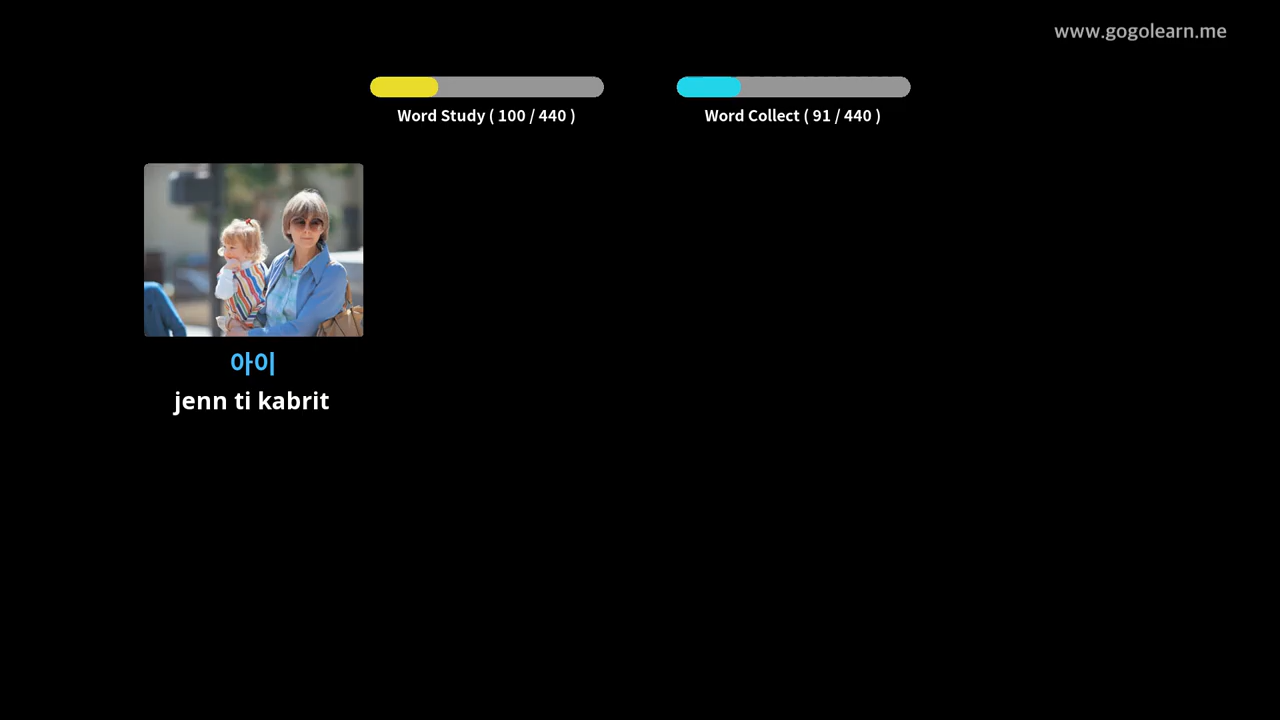 www.gogolearn.me
Word Study ( 100 / 440 )
Word Collect ( 91 / 440 )
아이
jenn ti kabrit